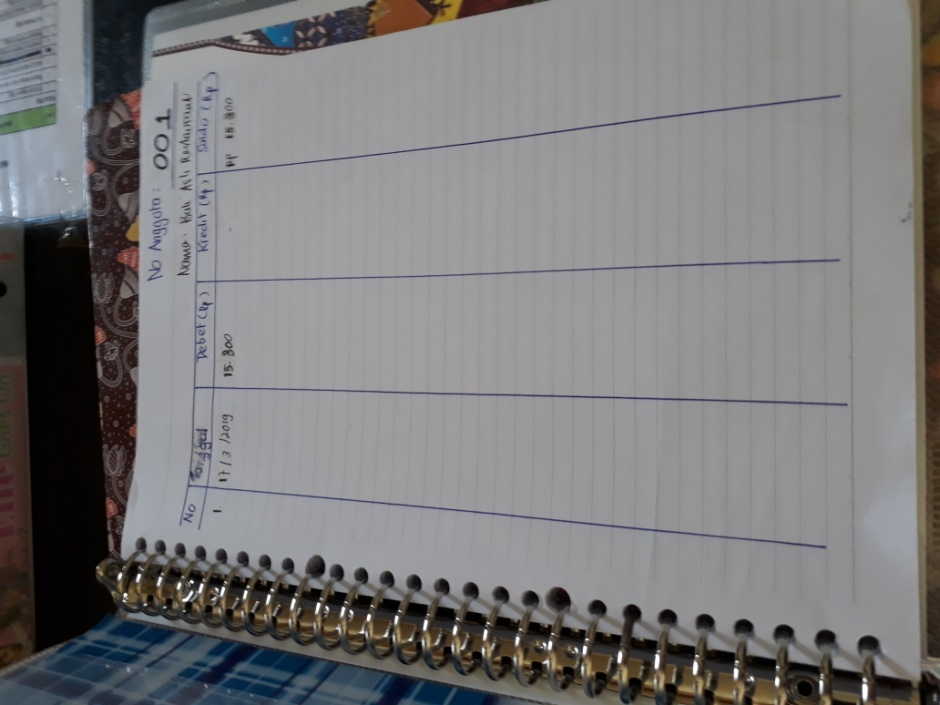 No Anggota : 001
Nama : Bali Asli Restaurant
No Tanggal Debet (Rp) Kredit (Rp) Saldo (Rp)
1 17/3/2019 15.800 Rp 15.800